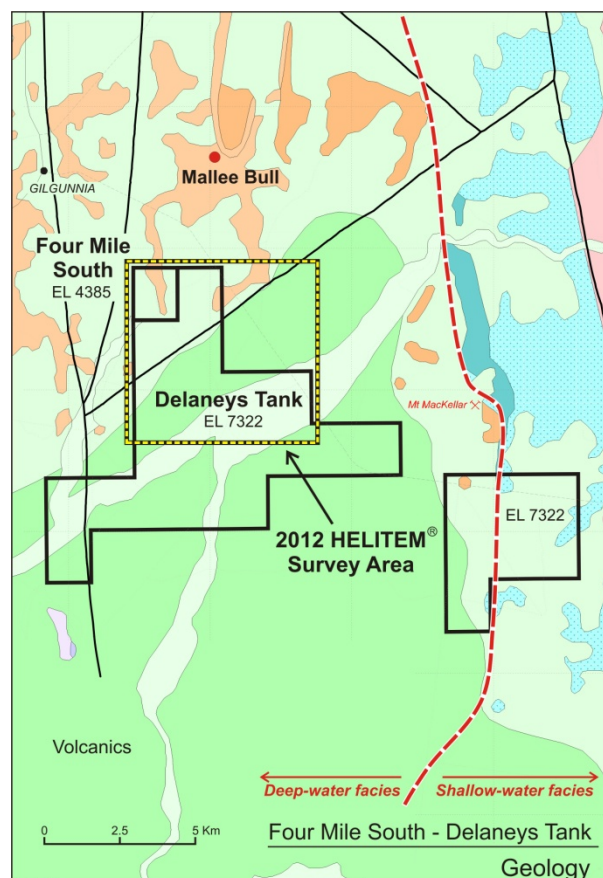 Mallee Bull
GILGUNNIA
Four Mile
South
EL 4385
Delaneys Tank
EL 7322
Mt MacKellar
EL 7322
2012 HELITEM®
Survey Area
Volcanics
Deep-water facies
Shallow-water facies
0 2.5 5 Km
Four Mile South - Delaneys Tank
Geology